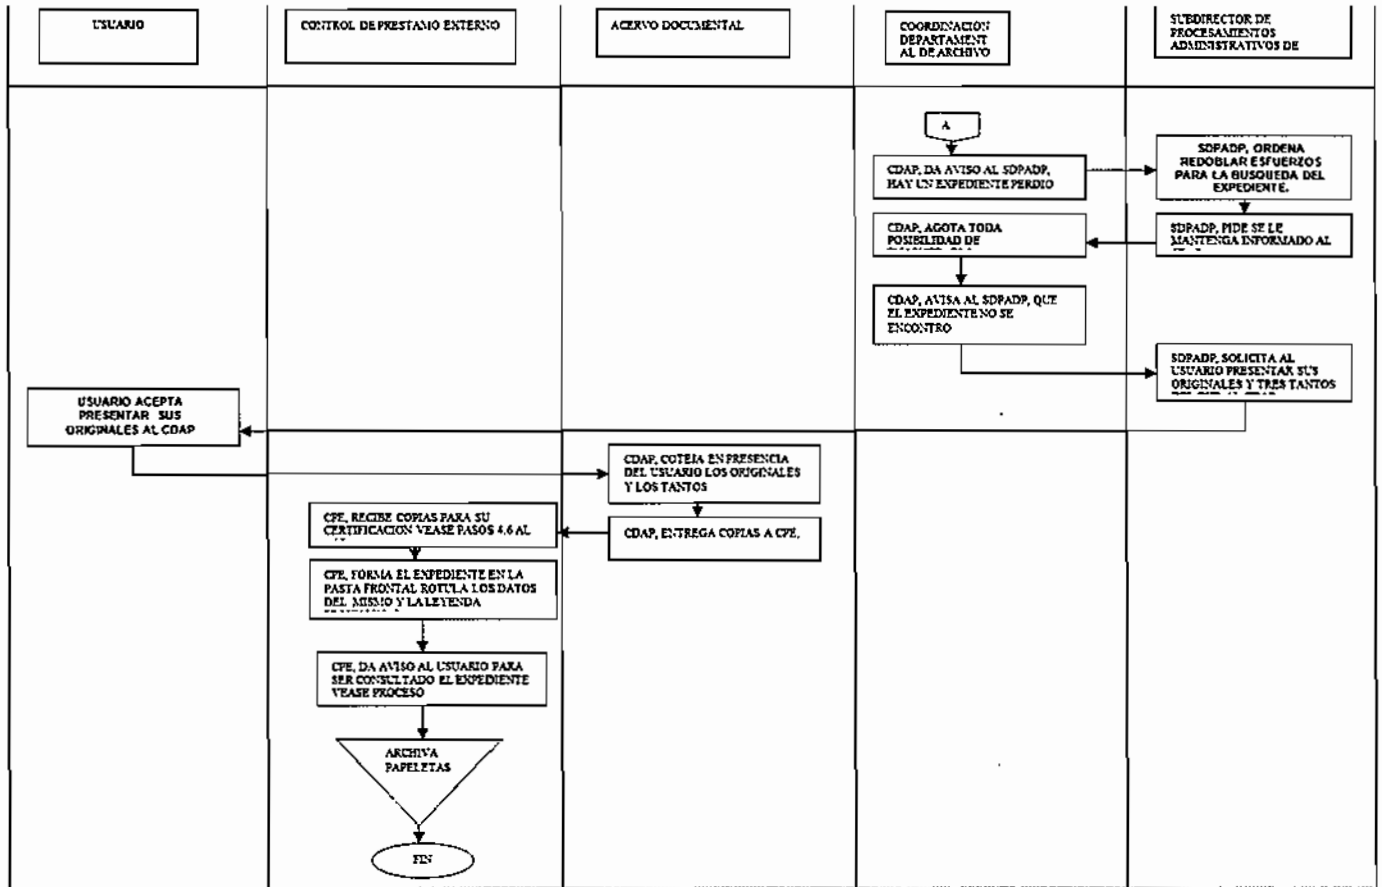 USUARIO
CONTROL DE PRESTAMO EXTERNO
ACERVO DOCUMENTAL
COORDINACION
DEPARTAMENT
AL DE ARCHIVO
SUBDIRECTOR DE
PROCESAMIENTOS
ADMINISTRATIVOS DE
A
CDAP, DA AVISO AL SDPADP,
HAY UN EXPEDIENTE PERDIO
SDPADP, ORDENA
REDOBLAR ESFUERZOS
PARA LA BUSQUEDA DEL
EXPEDIENTE.
CDAP, AGOTA TODA
POSIBILIDAD DE
SDPADP, PIDE SE LE
MANTENGA INFORMADO AL
CDAP, AVISA AL SDPADP, QUE
EL EXPEDIENTE NO SE
ENCONTRO
SDPADP, SOLICITA AL
USUARIO PRESENTAR SUS
ORIGINALES Y TRES TANTOS
USUARIO ACEPTA
PRESENTAR SUS
ORIGINALES AL CDAP
CDAP, COTEJA EN PRESENCIA
DEL USUARIO LOS ORIGINALES
Y LOS TANTOS
CPE, RECIBE COPIAS PARA SU
CERTIFICACION VEASE PASOS 4.6 AL
CDAP, ENTREGA COPIAS A CPE.
CPE, FORMA EL EXPEDIENTE EN LA
PASTA FRONTAL ROTULA LOS DATOS
DEL MISMO Y LA LEYENDA
CPE, DA AVISO AL USUARIO PARA
SER CONSULTADO EL EXPEDIENTE
VEASE PROCESO
ARCHIVA
PAPELETAS
FIN